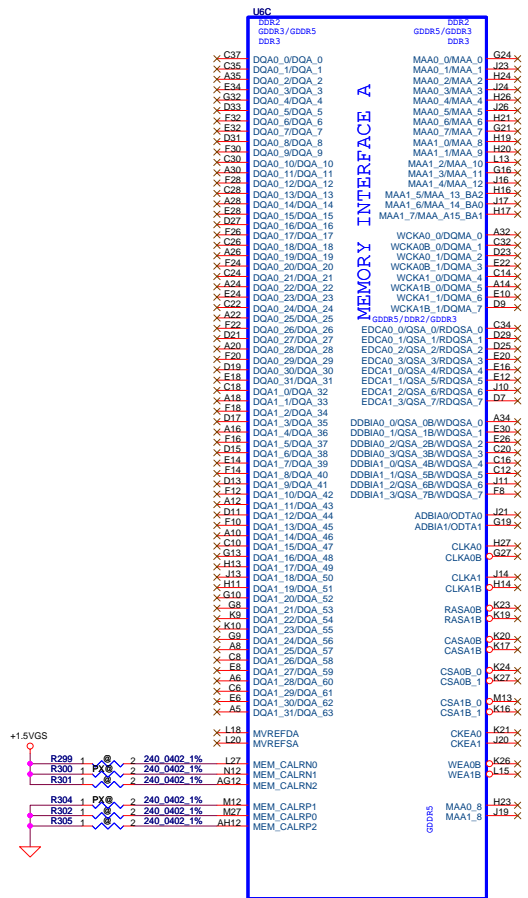 U6C
DDR2
GDDR3/GDDR5
DDR3
DDR2
GDDR5/GDDR3
DDR3
MEMORY INTERFACE A
C37 DQA0_0/DQA_0
C35 DQA0_1/DQA_1
A35 DQA0_2/DQA_2
E34 DQA0_3/DQA_3
G32 DQA0_4/DQA_4
D33 DQA0_5/DQA_5
F32 DQA0_6/DQA_6
E32 DQA0_7/DQA_7
D31 DQA0_8/DQA_8
F30 DQA0_9/DQA_9
C30 DQA0_10/DQA_10
A30 DQA0_11/DQA_11
F28 DQA0_12/DQA_12
C28 DQA0_13/DQA_13
A28 DQA0_14/DQA_14
E28 DQA0_15/DQA_15
D27 DQA0_16/DQA_16
F26 DQA0_17/DQA_17
C26 DQA0_18/DQA_18
A26 DQA0_19/DQA_19
F24 DQA0_20/DQA_20
C24 DQA0_21/DQA_21
A24 DQA0_22/DQA_22
E24 DQA0_23/DQA_23
C22 DQA0_24/DQA_24
A22 DQA0_25/DQA_25
F22 DQA0_26/DQA_26
D21 DQA0_27/DQA_27
A20 DQA0_28/DQA_28
F20 DQA0_29/DQA_29
D19 DQA0_30/DQA_30
E18 DQA0_31/DQA_31
C18 DQA1_0/DQA_32
A18 DQA1_1/DQA_33
F18 DQA1_2/DQA_34
D17 DQA1_3/DQA_35
A16 DQA1_4/DQA_36
F16 DQA1_5/DQA_37
D15 DQA1_6/DQA_38
E14 DQA1_7/DQA_39
F14 DQA1_8/DQA_40
D13 DQA1_9/DQA_41
F12 DQA1_10/DQA_42
A12 DQA1_11/DQA_43
D11 DQA1_12/DQA_44
F10 DQA1_13/DQA_45
A10 DQA1_14/DQA_46
C10 DQA1_15/DQA_47
G13 DQA1_16/DQA_48
H13 DQA1_17/DQA_49
J13 DQA1_18/DQA_50
H11 DQA1_19/DQA_51
G10 DQA1_20/DQA_52
G8 DQA1_21/DQA_53
K9 DQA1_22/DQA_54
K10 DQA1_23/DQA_55
G9 DQA1_24/DQA_56
A8 DQA1_25/DQA_57
C8 DQA1_26/DQA_58
E8 DQA1_27/DQA_59
A6 DQA1_28/DQA_60
C6 DQA1_29/DQA_61
E6 DQA1_30/DQA_62
A5 DQA1_31/DQA_63
L18 MVREFDA
L20 MVREFSA
+1.5VGS
R299 1 @ 2 240_0402_1% L27 MEM_CALRN0
R300 1 PX@ 2 240_0402_1% N12 MEM_CALRN1
R301 1 @ 2 240_0402_1% AG12 MEM_CALRN2
R304 1 PX@ 2 240_0402_1% M12 MEM_CALRP1
R302 1 @ 2 240_0402_1% M27 MEM_CALRP0
R305 1 @ 2 240_0402_1% AH12 MEM_CALRP2
MAA0_0/MAA_0 G24
MAA0_1/MAA_1 J23
MAA0_2/MAA_2 H24
MAA0_3/MAA_3 J24
MAA0_4/MAA_4 H26
MAA0_5/MAA_5 J26
MAA0_6/MAA_6 H21
MAA0_7/MAA_7 G21
MAA1_0/MAA_8 H19
MAA1_1/MAA_9 H20
MAA1_2/MAA_10 L13
MAA1_3/MAA_11 G16
MAA1_4/MAA_12 J16
MAA1_5/MAA_13_BA2 H16
MAA1_6/MAA_14_BA0 J17
MAA1_7/MAA_A15_BA1 H17
WCKA0_0/DQMA_0 A32
WCKA0B_0/DQMA_1 C32
WCKA0_1/DQMA_2 D23
WCKA0B_1/DQMA_3 E22
WCKA1_0/DQMA_4 C14
WCKA1B_0/DQMA_5 A14
WCKA1_1/DQMA_6 E10
WCKA1B_1/DQMA_7 D9
GDDR5/DDR2/GDDR3
EDCA0_0/QSA_0/RDQSA_0 C34
EDCA0_1/QSA_1/RDQSA_1 D29
EDCA0_2/QSA_2/RDQSA_2 D25
EDCA0_3/QSA_3/RDQSA_3 E20
EDCA1_0/QSA_4/RDQSA_4 E16
EDCA1_1/QSA_5/RDQSA_5 E12
EDCA1_2/QSA_6/RDQSA_6 J10
EDCA1_3/QSA_7/RDQSA_7 D7
DDBIA0_0/QSA_0B/WDQSA_0 A34
DDBIA0_1/QSA_1B/WDQSA_1 E30
DDBIA0_2/QSA_2B/WDQSA_2 E26
DDBIA0_3/QSA_3B/WDQSA_3 C20
DDBIA1_0/QSA_4B/WDQSA_4 C16
DDBIA1_1/QSA_5B/WDQSA_5 C12
DDBIA1_2/QSA_6B/WDQSA_6 J11
DDBIA1_3/QSA_7B/WDQSA_7 F8
ADBIA0/ODTA0 J21
ADBIA1/ODTA1 G19
CLKA0 H27
CLKA0B G27
CLKA1 J14
CLKA1B H14
RASA0B K23
RASA1B K19
CASA0B K20
CASA1B K17
CSA0B_0 K24
CSA0B_1 K27
CSA1B_0 M13
CSA1B_1 K16
CKEA0 K21
CKEA1 J20
WEA0B K26
WEA1B L15
MAA0_8 H23
MAA1_8 J19
GDDR5